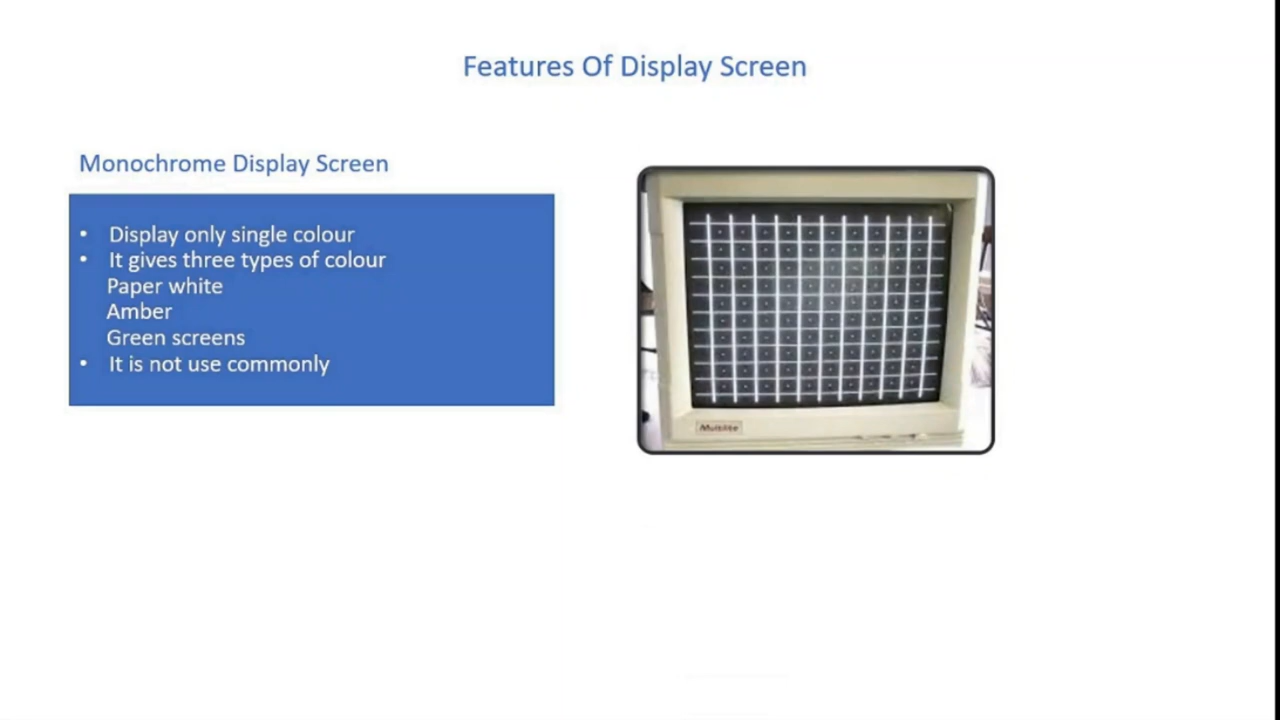 Features Of Display Screen
Monochrome Display Screen
• Display only single colour
• It gives three types of colour
Paper white
Amber
Green screens
• It is not use commonly
Multilite